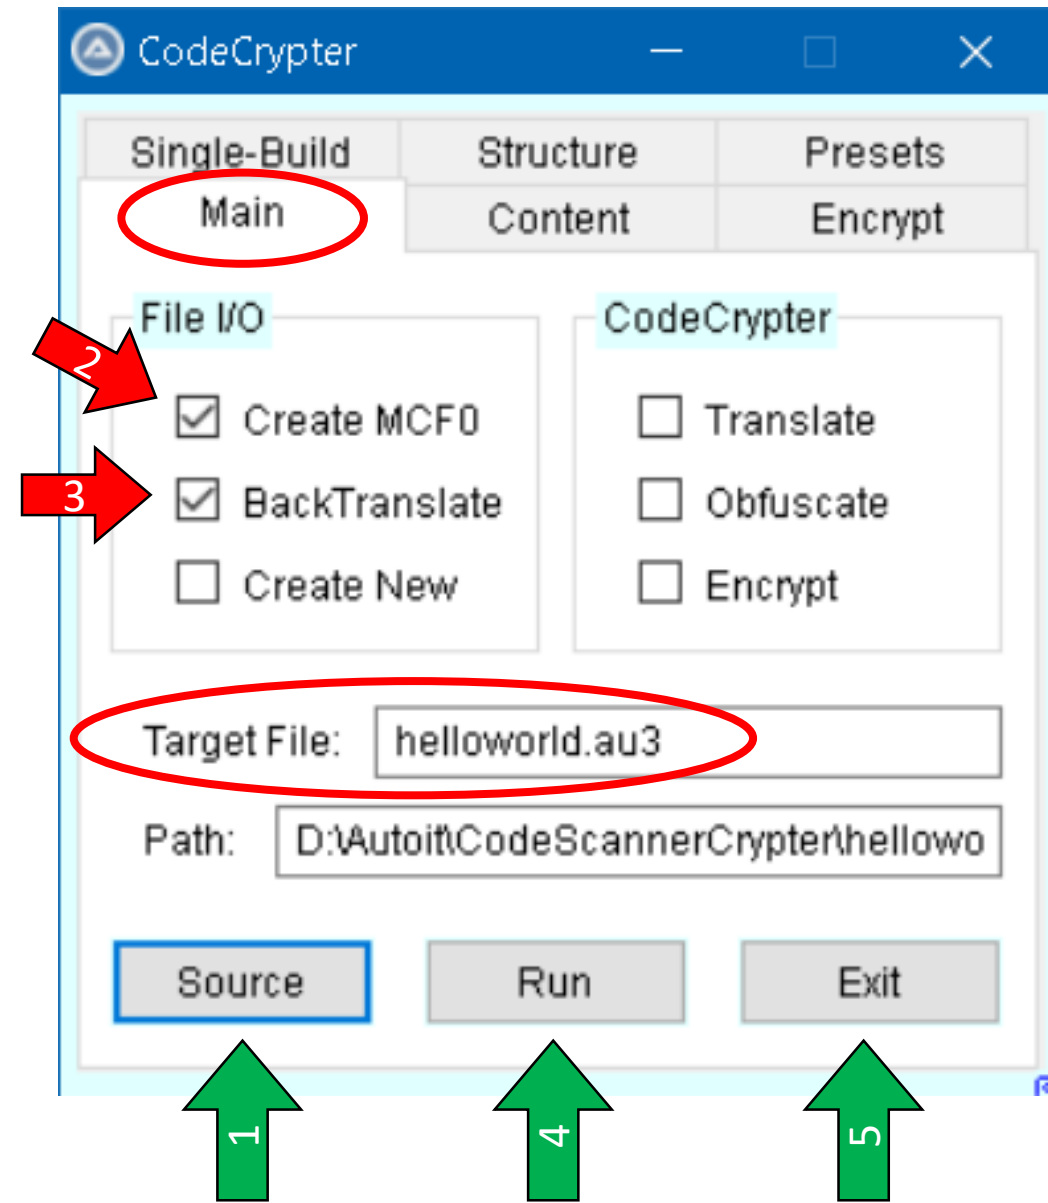 CodeCrypter
Single-Build Structure Presets
Main Content Encrypt
File I/O CodeCrypter
2
Create MCF0 Translate
3
BackTranslate Obfuscate
Create New Encrypt
Target File: helloworld.au3
Path: D:\Autoit\CodeScannerCrypter\hellowo
Source Run Exit
1 4 5